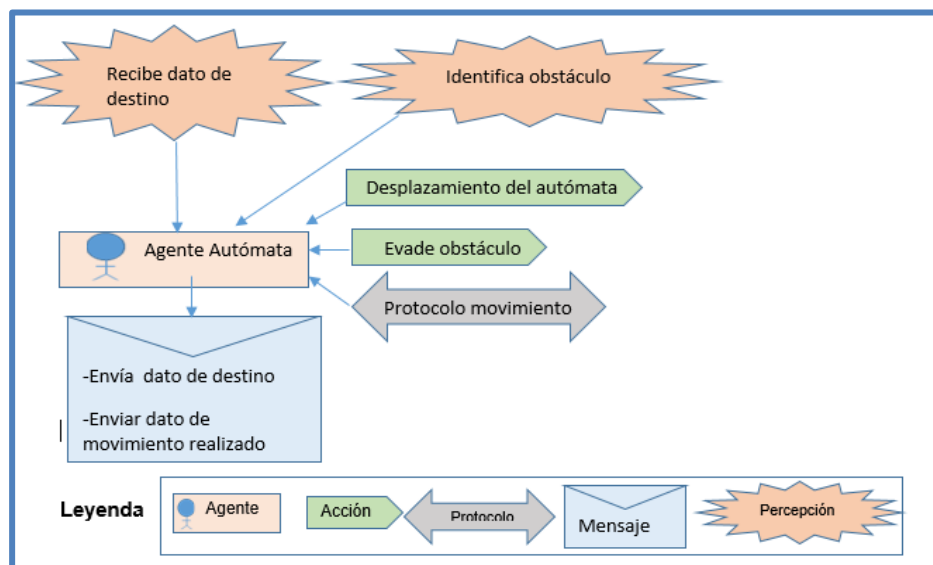 Recibe dato de
destino
Identifica obstáculo
Desplazamiento del autómata
Agente Autómata
Evade obstáculo
Protocolo movimiento
-Envía dato de destino
-Enviar dato de
movimiento realizado
Leyenda
Agente
Acción
Protocolo
Mensaje
Percepción